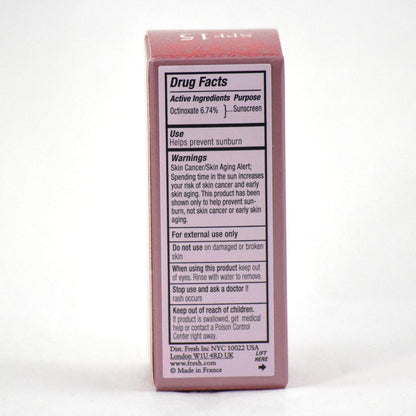 SPF 15
Drug Facts
Active Ingredients Purpose
Octinoxate 6.74% }...Sunscreen
Use
Helps prevent sunburn
Warnings
Skin Cancer/Skin Aging Alert;
Spending time in the sun increases
your risk of skin cancer and early
skin aging. This product has been
shown only to help prevent sun-
burn, not skin cancer or early skin
aging.
For external use only
Do not use on damaged or broken
skin
When using this product keep out
of eyes. Rinse with water to remove.
Stop use and ask a doctor if
rash occurs
Keep out of reach of children.
If product is swallowed, get medical
help or contact a Poison Control
Center right away.
Dist. Fresh Inc NYC 10022 USA
London W1U 4RD UK
www.fresh.com
© Made in France
LIFT
HERE
→